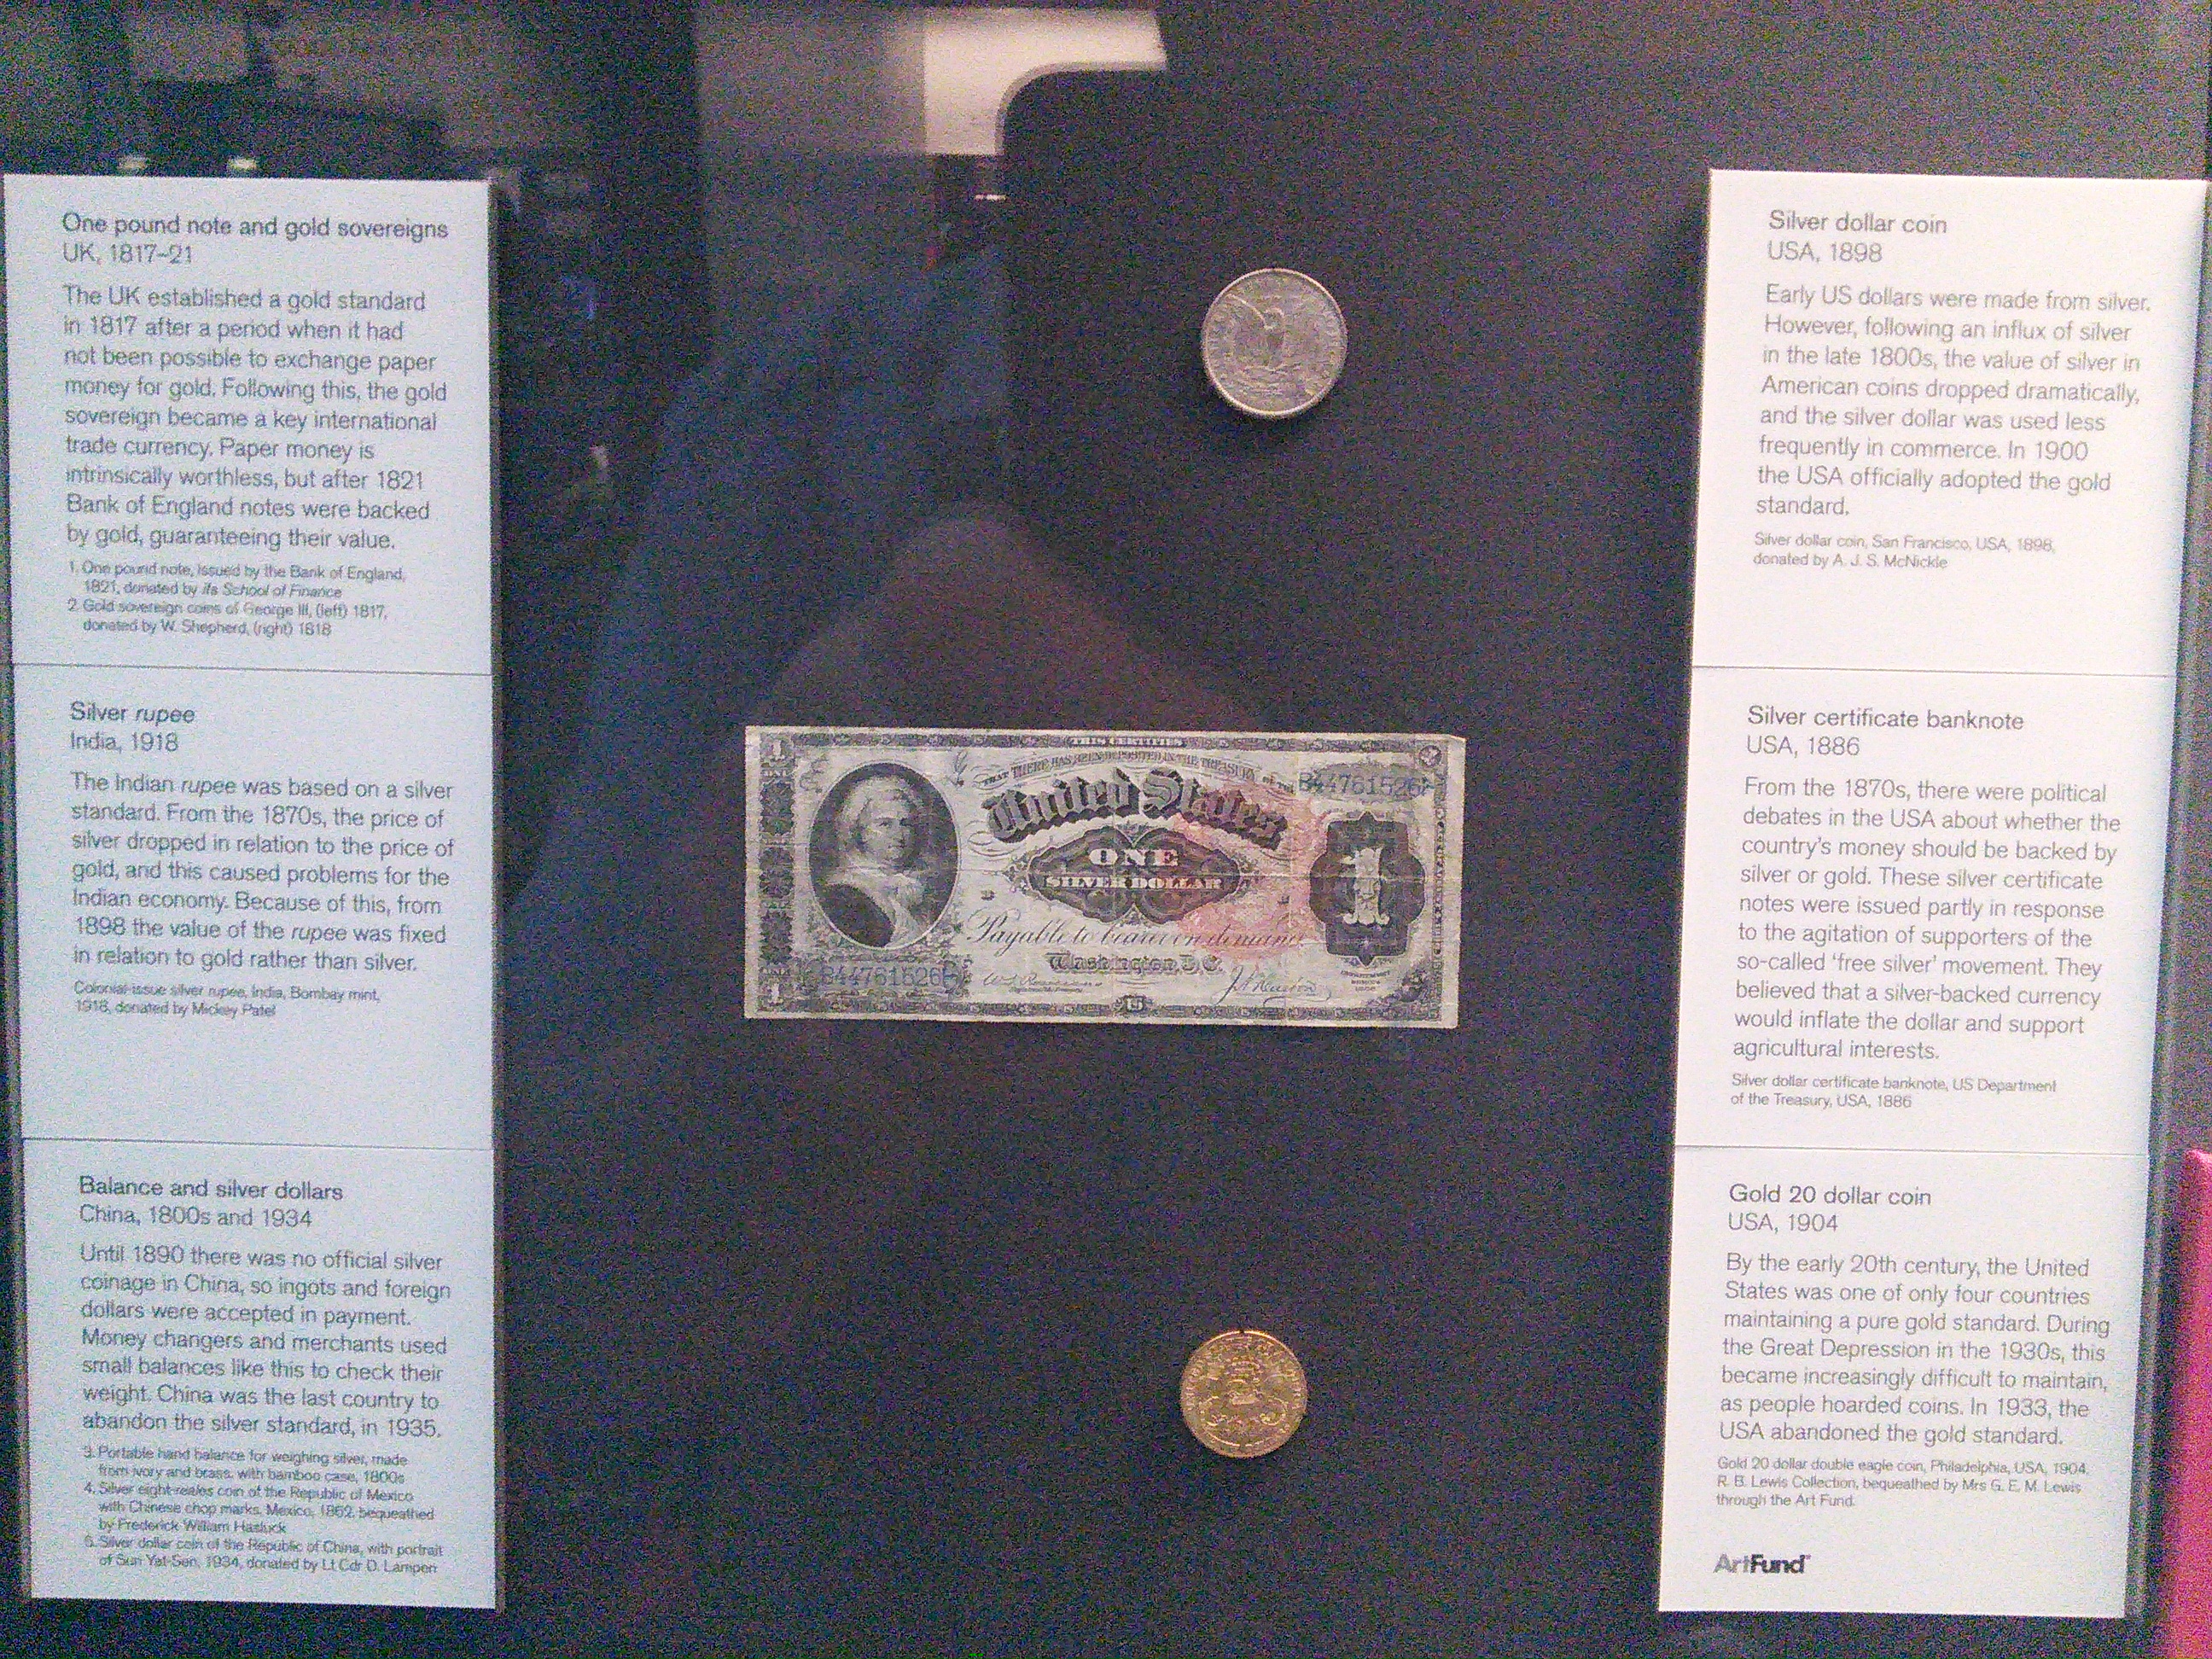 One pound note and gold sovereigns
UK, 1817–21
The UK established a gold standard
in 1817 after a period when it had
not been possible to exchange paper
money for gold. Following this, the gold
sovereign became a key international
trade currency. Paper money is
intrinsically worthless, but after 1821
Bank of England notes were backed
by gold, guaranteeing their value.
1. One pound note, issued by the Bank of England,
1821, donated by ifs School of Finance
2. Gold sovereign coins of George III, (left) 1817,
donated by W. Shepherd, (right) 1818
Silver rupee
India, 1918
The Indian rupee was based on a silver
standard. From the 1870s, the price of
silver dropped in relation to the price of
gold, and this caused problems for the
Indian economy. Because of this, from
1898 the value of the rupee was fixed
in relation to gold rather than silver.
Colonial-issue silver rupee, India, Bombay mint,
1918, donated by Mickey Patel
Balance and silver dollars
China, 1800s and 1934
Until 1890 there was no official silver
coinage in China, so ingots and foreign
dollars were accepted in payment.
Money changers and merchants used
small balances like this to check their
weight. China was the last country to
abandon the silver standard, in 1935.
3. Portable hand balance for weighing silver, made
from ivory and brass, with bamboo case, 1800s
4. Silver eight-reales coin of the Republic of Mexico
with Chinese chop marks, Mexico, 1862, bequeathed
by Frederick William Hasluck
5. Silver dollar coin of the Republic of China, with portrait
of Sun Yat-Sen, 1934, donated by Lt Cdr D. Lampen
THIS CERTIFIES
THAT THERE HAS BEEN DEPOSITED IN THE TREASURY OF THE
B44761526
United States
ONE
SILVER DOLLAR
1
Payable to bearer on demand
Washington, D.C.
B44761526
Silver dollar coin
USA, 1898
Early US dollars were made from silver.
However, following an influx of silver
in the late 1800s, the value of silver in
American coins dropped dramatically,
and the silver dollar was used less
frequently in commerce. In 1900
the USA officially adopted the gold
standard.
Silver dollar coin, San Francisco, USA, 1898,
donated by A. J. S. McNickle
Silver certificate banknote
USA, 1886
From the 1870s, there were political
debates in the USA about whether the
country's money should be backed by
silver or gold. These silver certificate
notes were issued partly in response
to the agitation of supporters of the
so-called 'free silver' movement. They
believed that a silver-backed currency
would inflate the dollar and support
agricultural interests.
Silver dollar certificate banknote, US Department
of the Treasury, USA, 1886
Gold 20 dollar coin
USA, 1904
By the early 20th century, the United
States was one of only four countries
maintaining a pure gold standard. During
the Great Depression in the 1930s, this
became increasingly difficult to maintain,
as people hoarded coins. In 1933, the
USA abandoned the gold standard.
Gold 20 dollar double eagle coin, Philadelphia, USA, 1904.
R. B. Lewis Collection, bequeathed by Mrs G. E. M. Lewis
through the Art Fund.
ArtFund